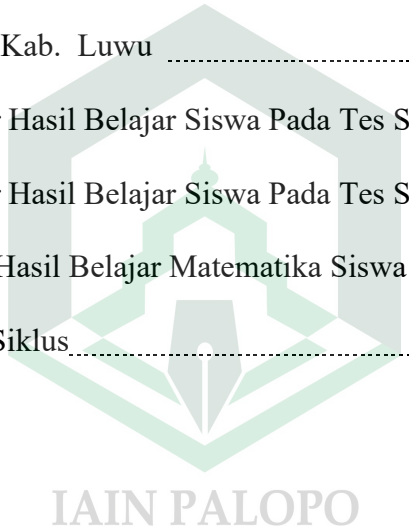 Kab. Luwu
Hasil Belajar Siswa Pada Tes S
Hasil Belajar Siswa Pada Tes S
Hasil Belajar Matematika Siswa
Siklus
IAIN PALOPO